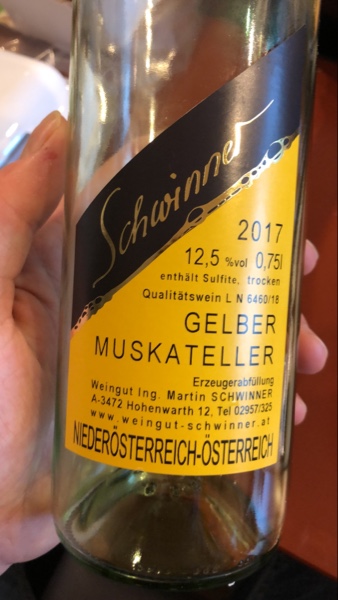 Schwinner
2017
12,5 %vol 0,75l
enthält Sulfite, trocken
Qualitätswein L N 6460/18
GELBER
MUSKATELLER
Erzeugerabfüllung
Weingut Ing. Martin SCHWINNER
A-3472 Hohenwarth 12, Tel 02957/325
www.weingut-schwinner.at
NIEDERÖSTERREICH-ÖSTERREICH